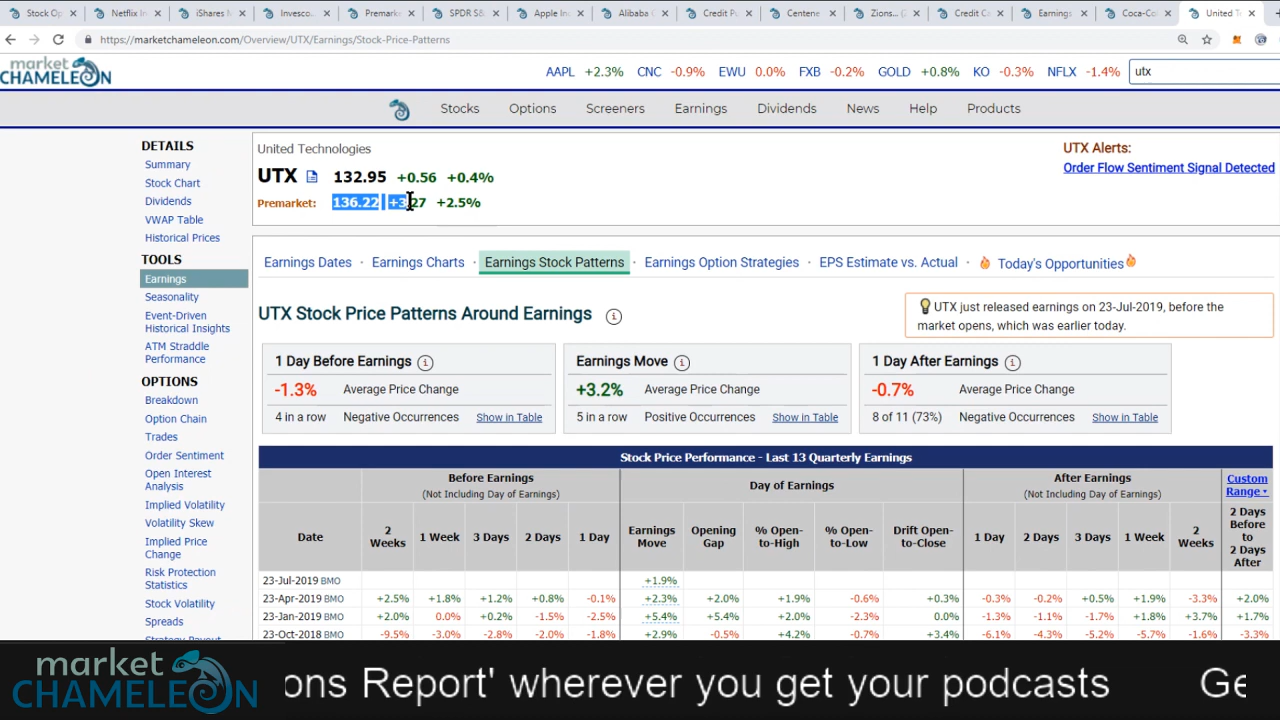 Stock Op
Netflix In
iShares M
Invesco
Premark
SPDR S&
Apple In
Alibaba C
Credit Pu
Centene
Zions... (
Credit Ca
Earnings
Coca-Co
United T
https://marketchameleon.com/Overview/UTX/Earnings/Stock-Price-Patterns
market CHAMELEON
AAPL +2.3% CNC -0.9% EWU 0.0% FXB -0.2% GOLD +0.8% KO -0.3% NFLX -1.4%
utx
Stocks Options Screeners Earnings Dividends News Help Products
DETAILS
Summary
Stock Chart
Dividends
VWAP Table
Historical Prices
TOOLS
Earnings
Seasonality
Event-Driven
Historical Insights
ATM Straddle
Performance
OPTIONS
Breakdown
Option Chain
Trades
Order Sentiment
Open Interest
Analysis
Implied Volatility
Volatility Skew
Implied Price
Change
Risk Protection
Statistics
Stock Volatility
Spreads
United Technologies
UTX 132.95 +0.56 +0.4%
Premarket: 136.22 +3.27 +2.5%
UTX Alerts:
Order Flow Sentiment Signal Detected
Earnings Dates · Earnings Charts · Earnings Stock Patterns · Earnings Option Strategies · EPS Estimate vs. Actual · Today's Opportunities
UTX Stock Price Patterns Around Earnings
UTX just released earnings on 23-Jul-2019, before the
market opens, which was earlier today.
1 Day Before Earnings
-1.3% Average Price Change
4 in a row Negative Occurrences Show in Table
Earnings Move
+3.2% Average Price Change
5 in a row Positive Occurrences Show in Table
1 Day After Earnings
-0.7% Average Price Change
8 of 11 (73%) Negative Occurrences Show in Table
Stock Price Performance - Last 13 Quarterly Earnings
Before Earnings
(Not Including Day of Earnings)
Day of Earnings
After Earnings
(Not Including Day of Earnings)
Custom
Range
Date 2 Weeks 1 Week 3 Days 2 Days 1 Day Earnings Move Opening Gap % Open-to-High % Open-to-Low Drift Open-to-Close 1 Day 2 Days 3 Days 1 Week 2 Weeks 2 Days Before to 2 Days After
23-Jul-2019 BMO +1.9%
23-Apr-2019 BMO +2.5% +1.8% +1.2% +0.8% -0.1% +2.3% +2.0% +1.9% -0.6% +0.3% -0.3% -0.2% +0.5% +1.9% -3.3% +2.0%
23-Jan-2019 BMO +2.0% 0.0% +0.2% -1.5% -2.5% +5.4% +5.4% +2.0% -2.3% 0.0% -1.3% -1.1% -1.7% +1.8% +3.7% +1.7%
23-Oct-2018 BMO -9.5% -3.0% -2.8% -2.0% -1.8% +2.9% -0.5% +4.2% -0.7% +3.4% -6.1% -4.3% -5.2% -5.7% -1.6% -3.3%
market CHAMELEON
ons Report' wherever you get your podcasts Ge